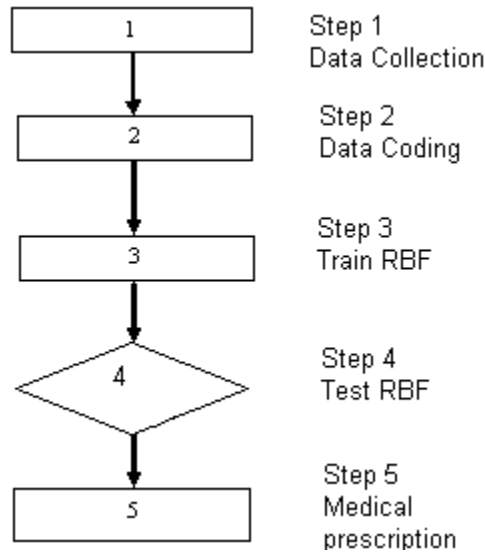 1
Step 1
Data Collection
2
Step 2
Data Coding
3
Step 3
Train RBF
4
Step 4
Test RBF
5
Step 5
Medical
prescription